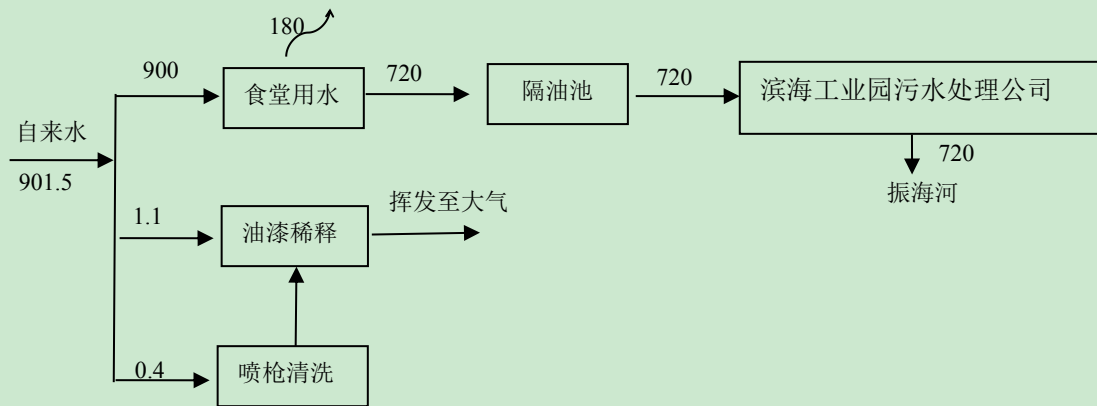 180
900
食堂用水
720
隔油池
720
滨海工业园污水处理公司
自来水
901.5
720
振海河
1.1
油漆稀释
挥发至大气
0.4
喷枪清洗